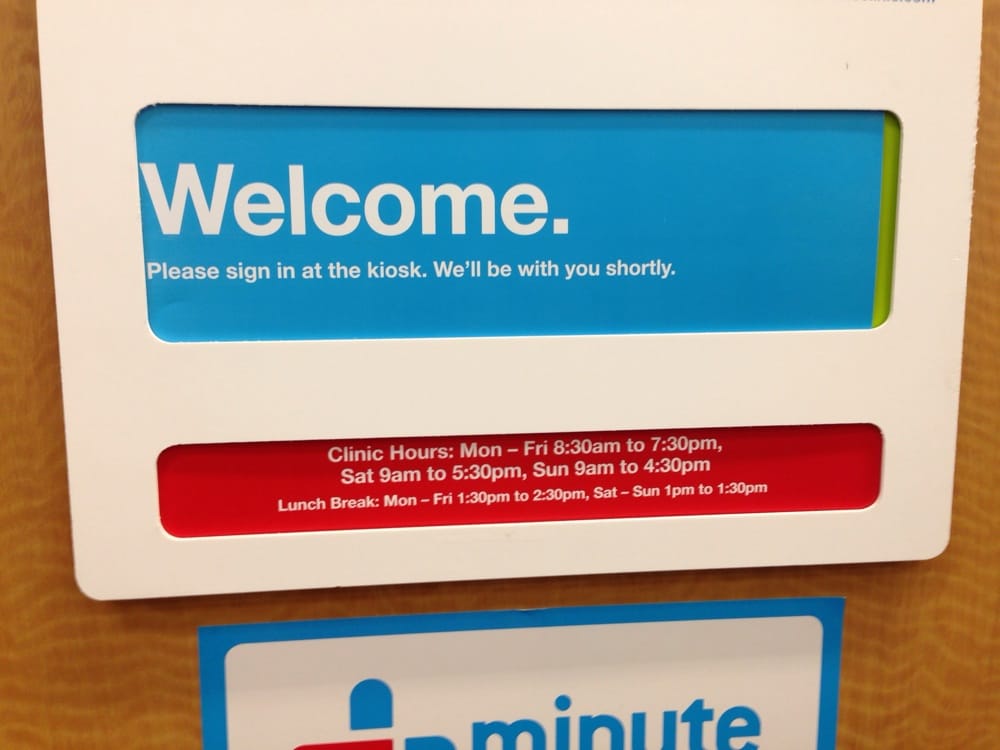 Welcome.
Please sign in at the kiosk. We'll be with you shortly.
Clinic Hours: Mon – Fri 8:30am to 7:30pm,
Sat 9am to 5:30pm, Sun 9am to 4:30pm
Lunch Break: Mon – Fri 1:30pm to 2:30pm, Sat – Sun 1pm to 1:30pm
minute